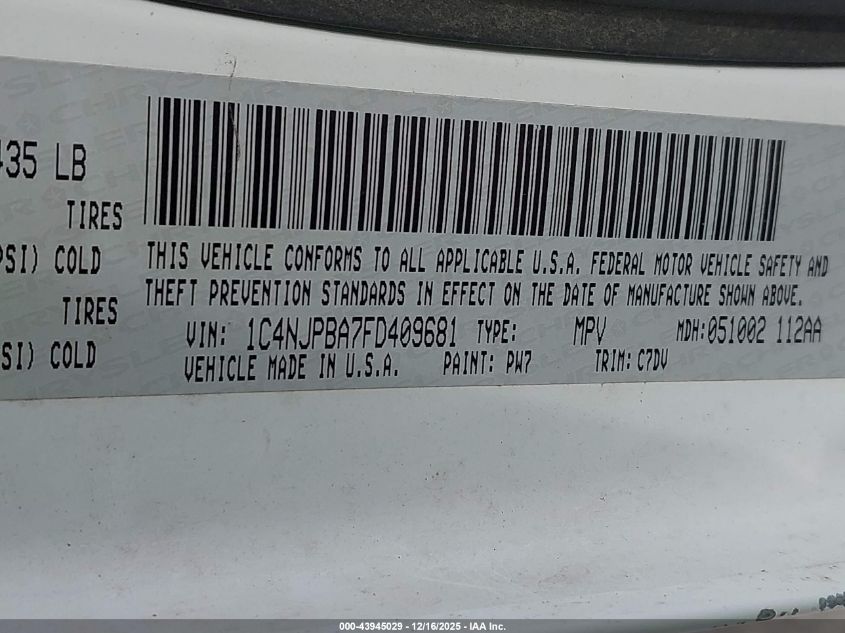 435 LB
TIRES
PSI) COLD
TIRES
SI) COLD
THIS VEHICLE CONFORMS TO ALL APPLICABLE U.S.A. FEDERAL MOTOR VEHICLE SAFETY AND
THEFT PREVENTION STANDARDS IN EFFECT ON THE DATE OF MANUFACTURE SHOWN ABOVE.
VIN: 1C4NJPBA7FD409681 TYPE: MPV MDH:051002 112AA
VEHICLE MADE IN U.S.A. PAINT: PW7 TRIM: C7DV
000-43945029 - 12/16/2025 - IAA Inc.